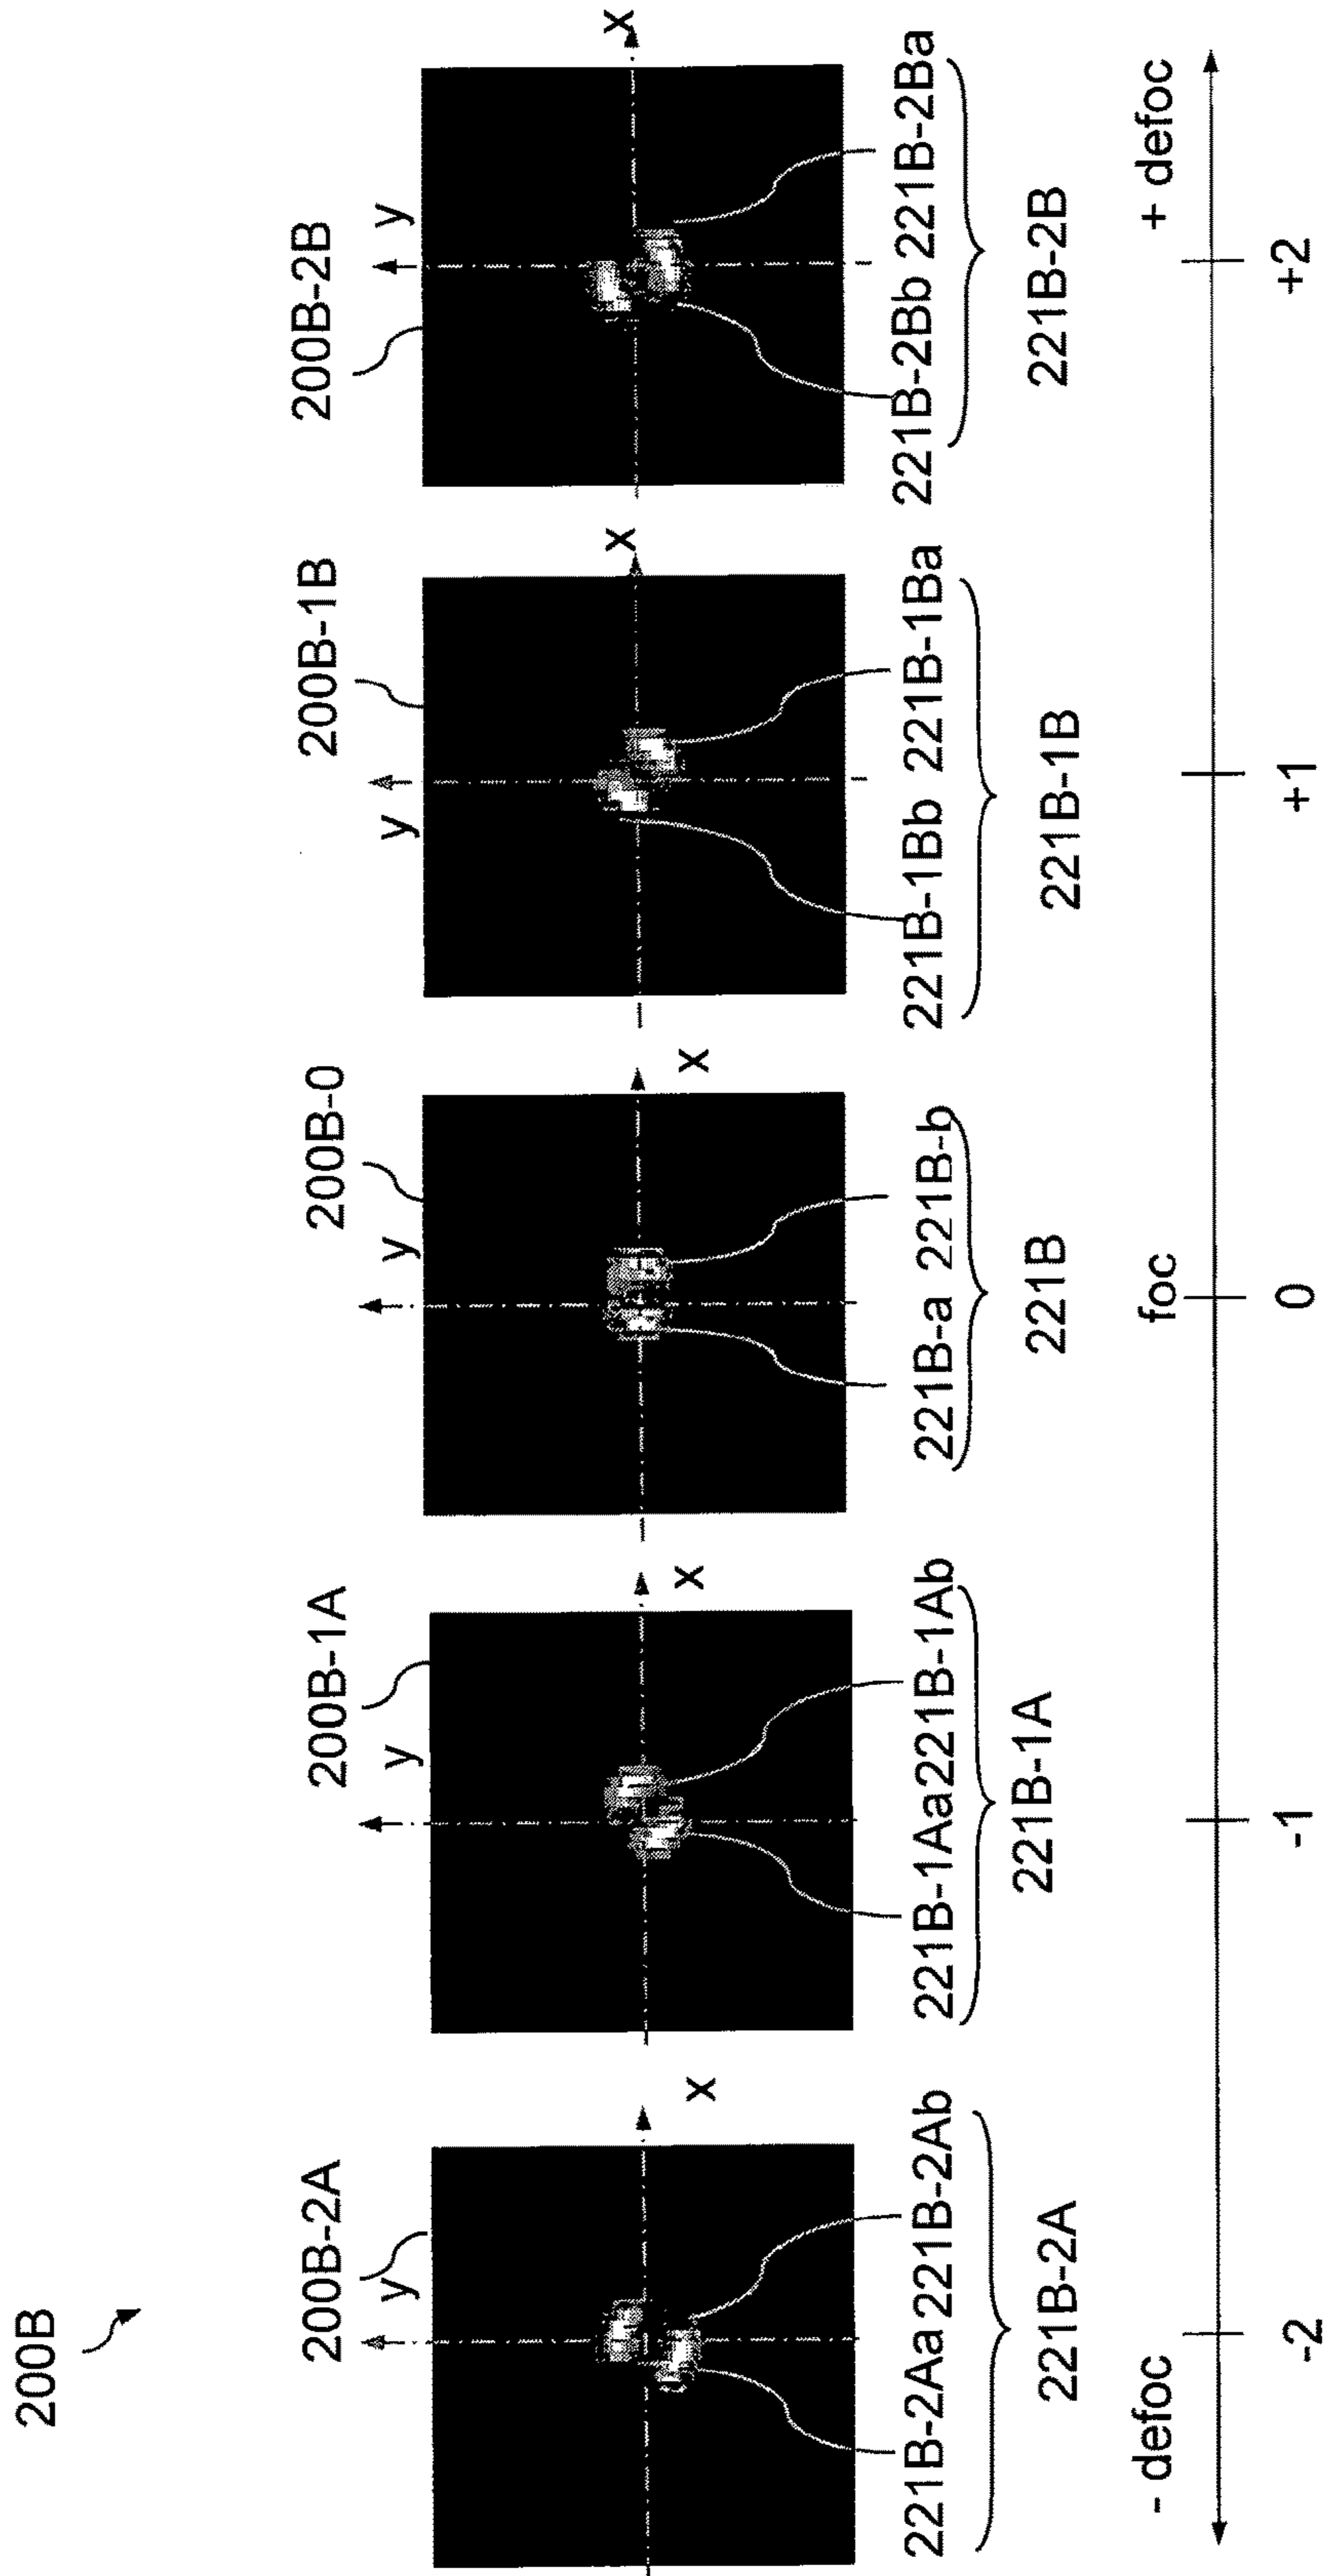 200B
200B-2A
200B-1A
200B-0
200B-1B
200B-2B
y
y
y
y
y
x
x
x
x
x
221B-2Aa 221B-2Ab
221B-1Aa 221B-1Ab
221B-a 221B-b
221B-1Bb 221B-1Ba
221B-2Bb 221B-2Ba
221B-2A
221B-1A
221B
221B-1B
221B-2B
- defoc
foc
+ defoc
-2
-1
0
+1
+2